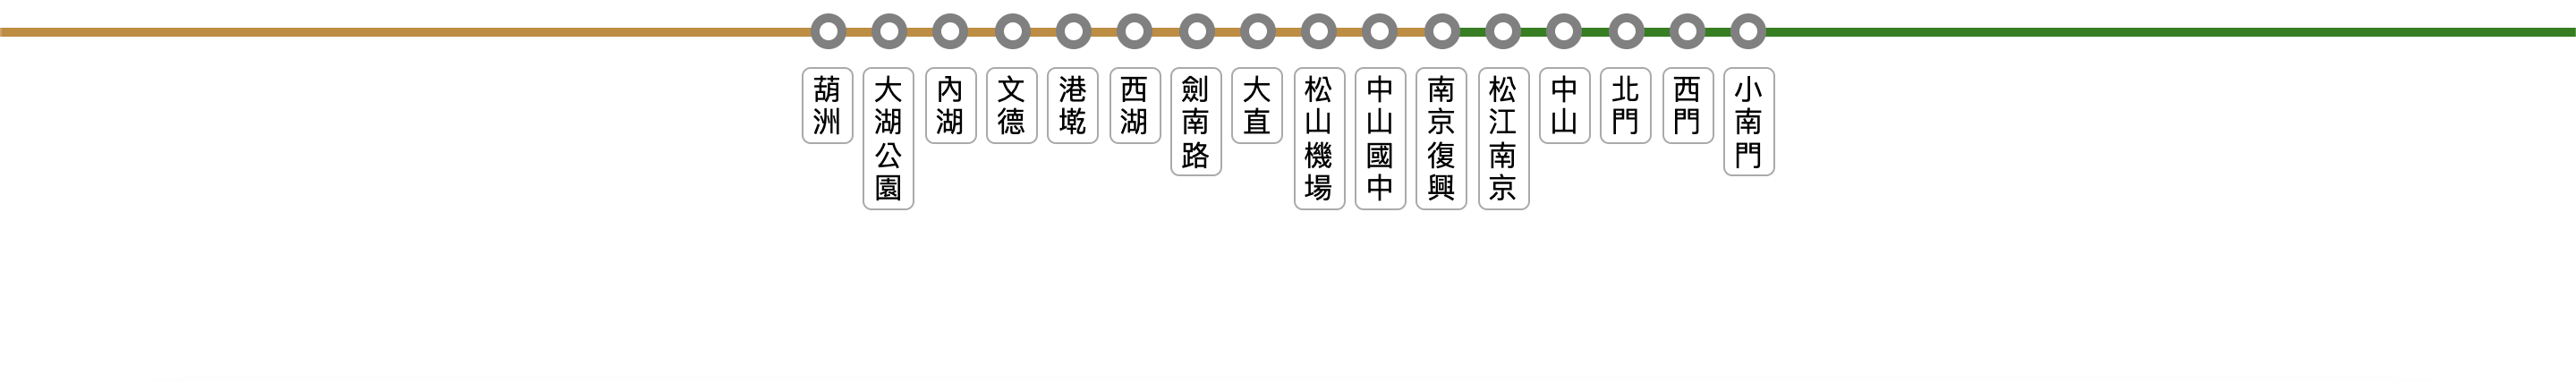 葫洲
大湖公園
內湖
文德
港墘
西湖
劍南路
大直
松山機場
中山國中
南京復興
松江南京
中山
北門
西門
小南門